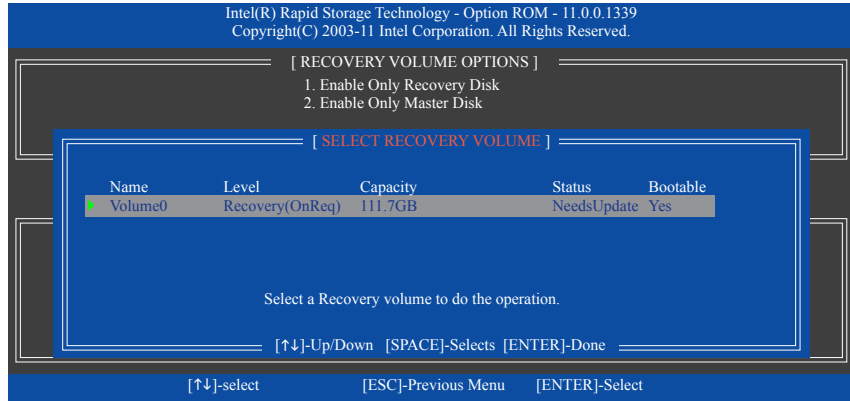 Intel(R) Rapid Storage Technology - Option ROM - 11.0.0.1339
Copyright(C) 2003-11 Intel Corporation. All Rights Reserved.
[ RECOVERY VOLUME OPTIONS ]
1. Enable Only Recovery Disk
2. Enable Only Master Disk
[ SELECT RECOVERY VOLUME ]
Name Level Capacity Status Bootable
Volume0 Recovery(OnReq) 111.7GB NeedsUpdate Yes
Select a Recovery volume to do the operation.
[↑↓]-Up/Down [SPACE]-Selects [ENTER]-Done
[↑↓]-select [ESC]-Previous Menu [ENTER]-Select